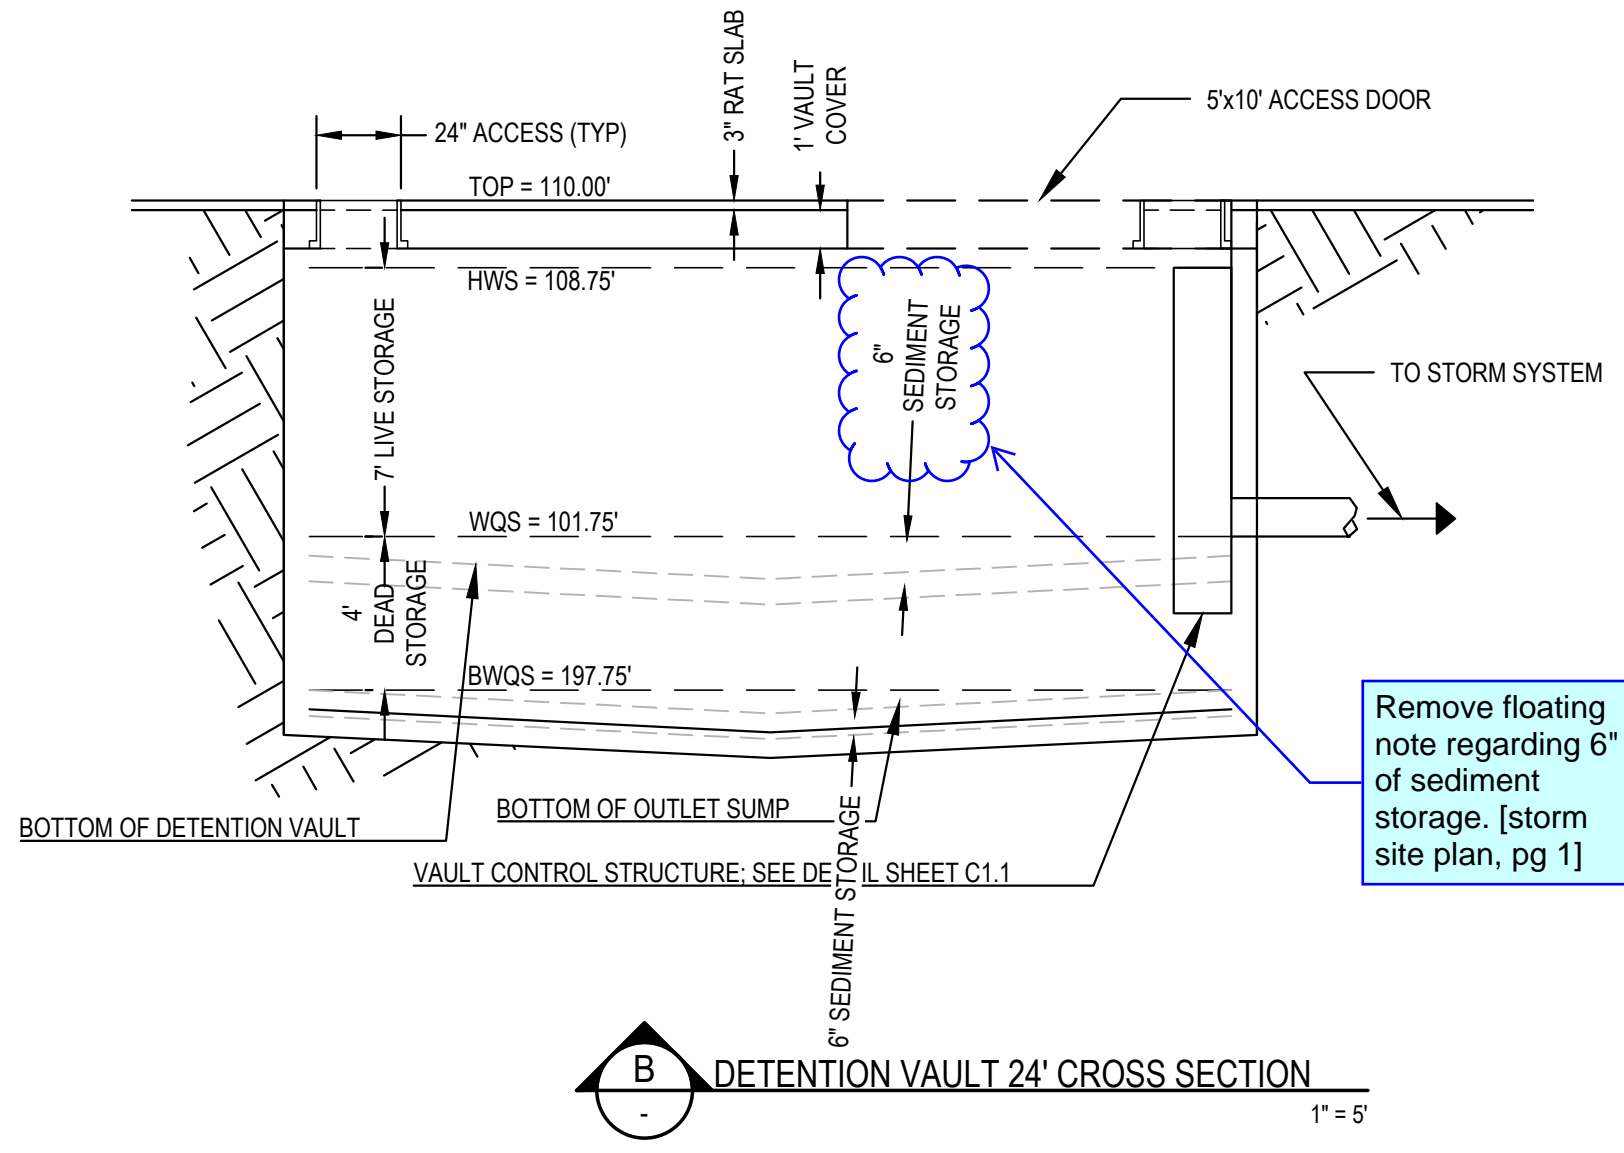 3" RAT SLAB
1' VAULT
COVER
5'x10' ACCESS DOOR
24" ACCESS (TYP)
TOP = 110.00'
HWS = 108.75'
7' LIVE STORAGE
6"
SEDIMENT
STORAGE
TO STORM SYSTEM
WQS = 101.75'
4'
DEAD
STORAGE
BWQS = 197.75'
Remove floating
note regarding 6"
of sediment
storage. [storm
site plan, pg 1]
BOTTOM OF OUTLET SUMP
BOTTOM OF DETENTION VAULT
VAULT CONTROL STRUCTURE; SEE DE IL SHEET C1.1
6" SEDIMENT STORAGE
B
-
DETENTION VAULT 24' CROSS SECTION
1" = 5'